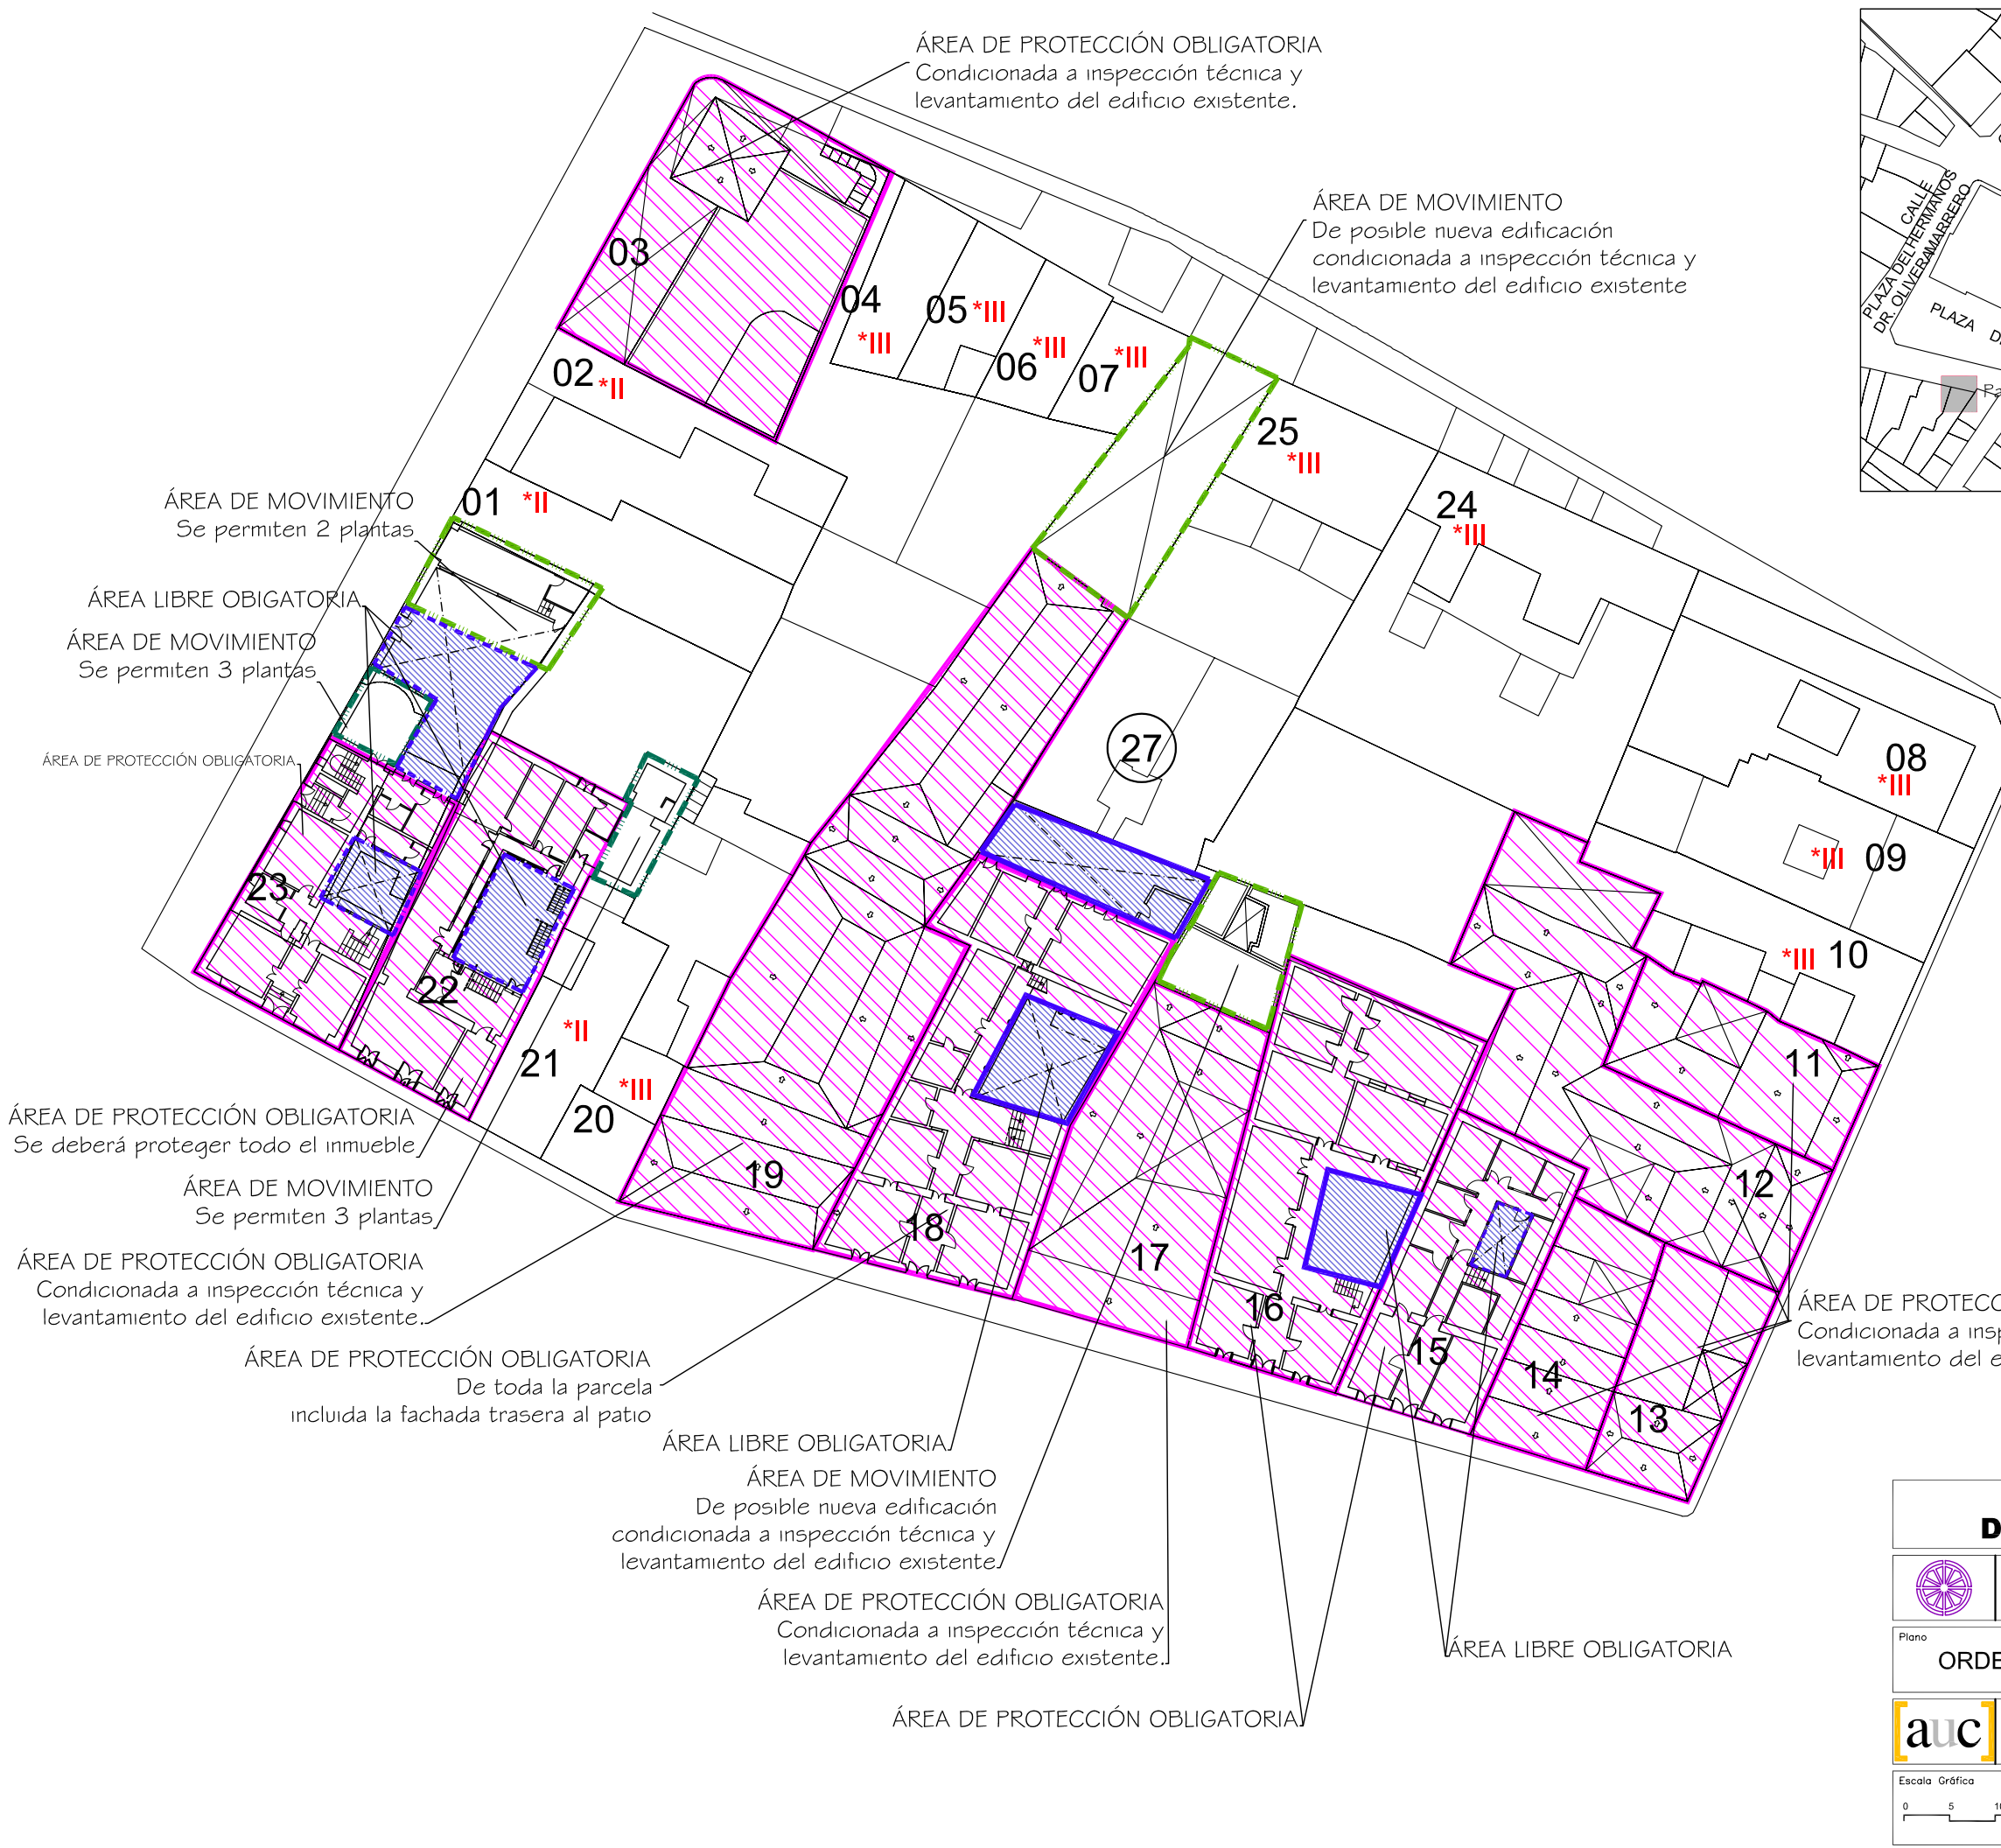 ÁREA DE PROTECCIÓN OBLIGATORIA
Condicionada a inspección técnica y
levantamiento del edificio existente.
ÁREA DE MOVIMIENTO
De posible nueva edificación
condicionada a inspección técnica y
levantamiento del edificio existente
CALLE
HERMANOS
MARRERO
PLAZA DEL
DR. OLIVERA
PLAZA
03
04
*III
05 *III
06 *III
07 *III
02 *II
25
*III
24
*III
01 *II
ÁREA DE MOVIMIENTO
Se permiten 2 plantas
ÁREA LIBRE OBIGATORIA
ÁREA DE MOVIMIENTO
Se permiten 3 plantas
ÁREA DE PROTECCIÓN OBLIGATORIA
27
08
*III
*III 09
*III 10
23
22
*II
21
*III
20
11
12
19
18
17
16
15
14
13
ÁREA DE PROTECCIÓN OBLIGATORIA
Se deberá proteger todo el inmueble
ÁREA DE MOVIMIENTO
Se permiten 3 plantas
ÁREA DE PROTECCIÓN OBLIGATORIA
Condicionada a inspección técnica y
levantamiento del edificio existente.
ÁREA DE PROTECCIÓN OBLIGATORIA
De toda la parcela
incluida la fachada trasera al patio
ÁREA LIBRE OBLIGATORIA
ÁREA DE MOVIMIENTO
De posible nueva edificación
condicionada a inspección técnica y
levantamiento del edificio existente
ÁREA DE PROTECCIÓN OBLIGATORIA
Condicionada a inspección técnica y
levantamiento del edificio existente.
ÁREA DE PROTECCIÓN OBLIGATORIA
ÁREA LIBRE OBLIGATORIA
ÁREA DE PROTECC
Condicionada a insp
levantamiento del e
D
Plano
ORDE
[auc]
Escala Gráfica
0 5 10